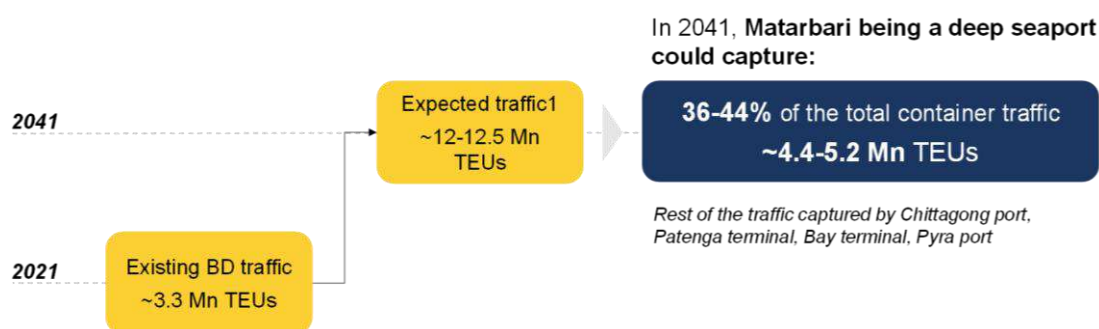 In 2041, Matarbari being a deep seaport
could capture:
2041
Expected traffic1
~12-12.5 Mn
TEUs
36-44% of the total container traffic
~4.4-5.2 Mn TEUs
Rest of the traffic captured by Chittagong port,
Patenga terminal, Bay terminal, Pyra port
2021
Existing BD traffic
~3.3 Mn TEUs